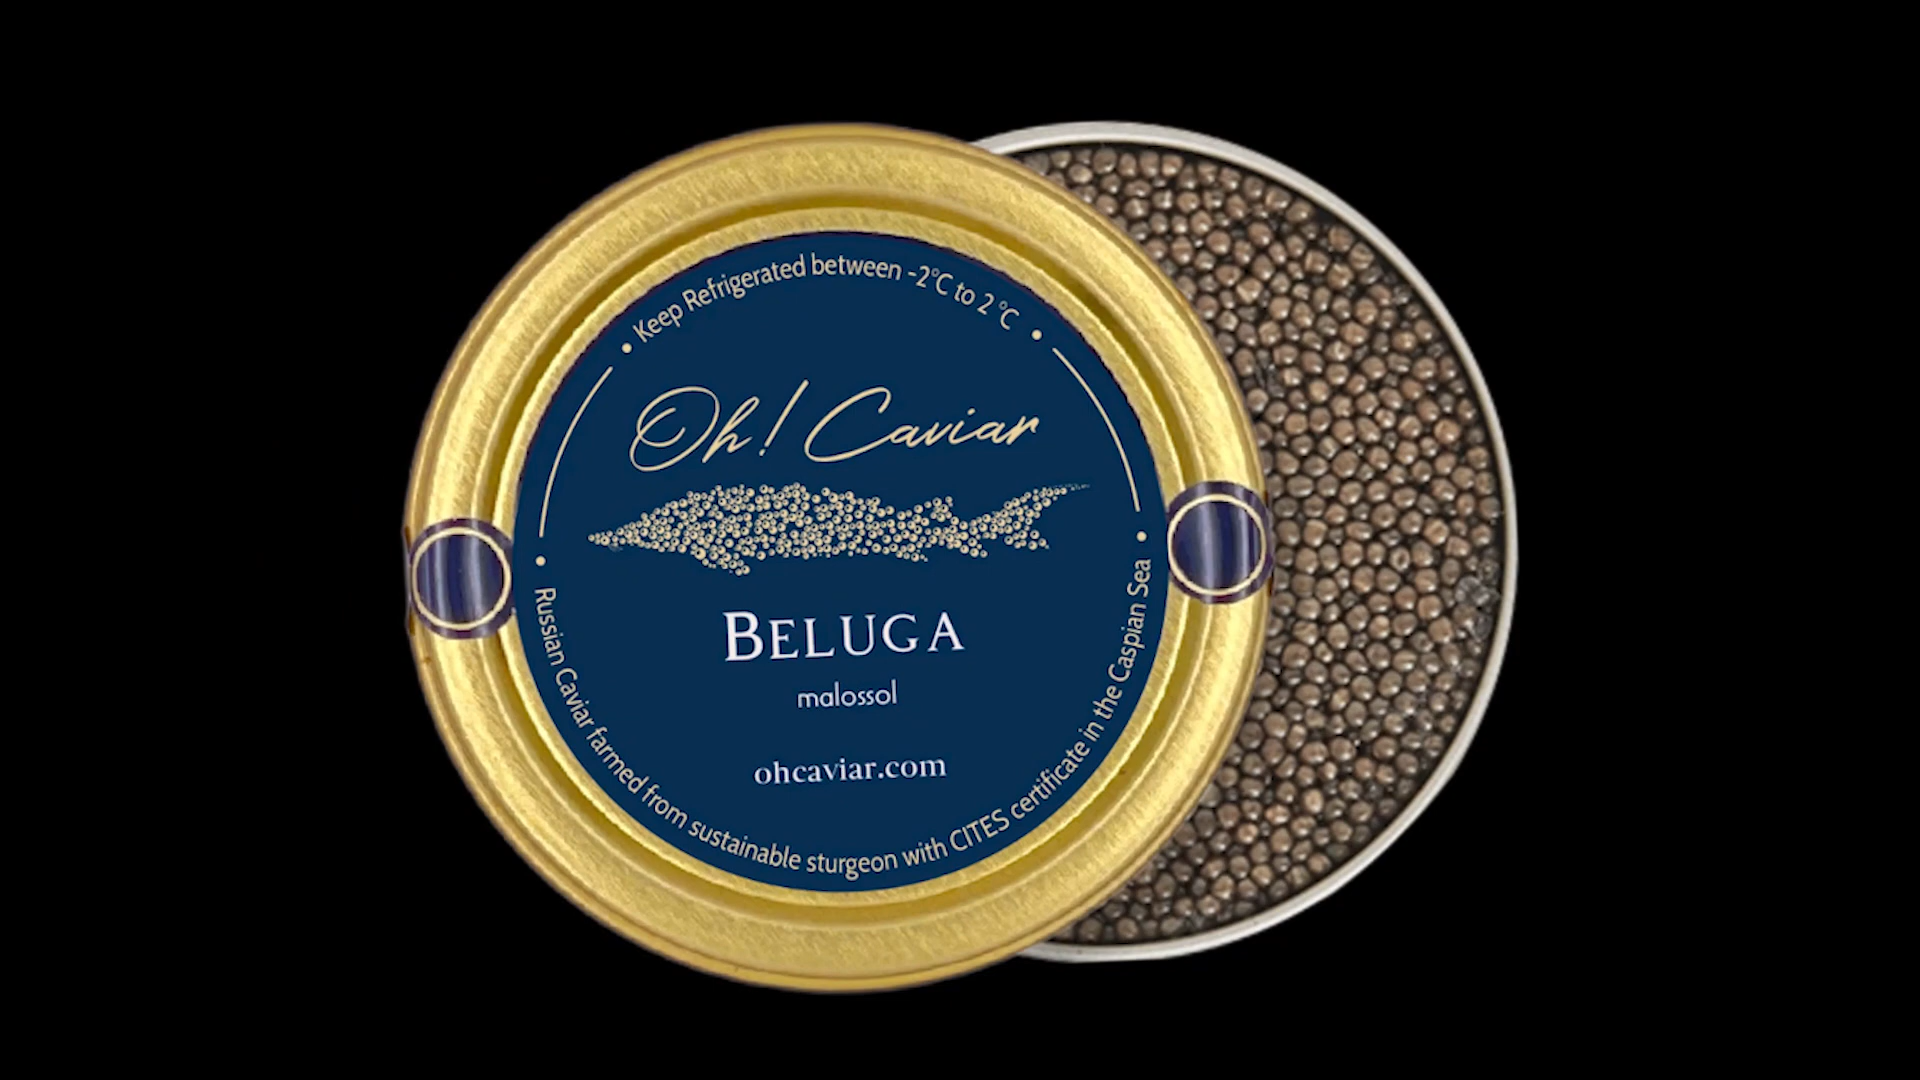 Keep Refrigerated between -2°C to 2 °C
Oh! Caviar
BELUGA
malossol
ohcaviar.com
Russian Caviar farmed from sustainable sturgeon with CITES certificate in the Caspian Sea